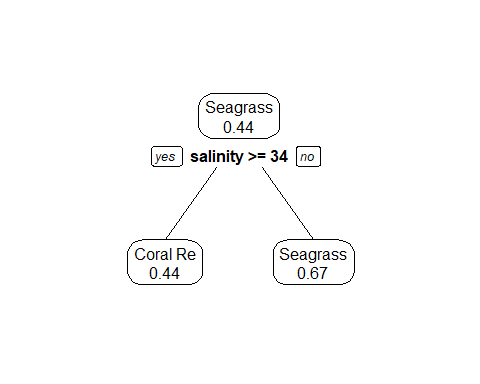 Seagrass
0.44
yes salinity >= 34 no
Coral Re
0.44
Seagrass
0.67